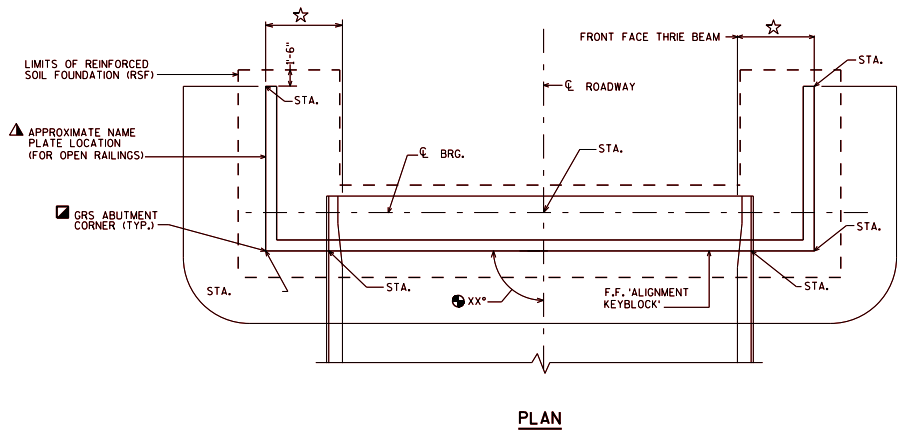 1'-6"
FRONT FACE THRIE BEAM
LIMITS OF REINFORCED
SOIL FOUNDATION (RSF)
STA.
STA.
℄ ROADWAY
APPROXIMATE NAME
PLATE LOCATION
(FOR OPEN RAILINGS)
℄ BRG.
STA.
GRS ABUTMENT
CORNER (TYP.)
STA.
STA.
STA.
STA.
XX°
F.F. 'ALIGNMENT
KEYBLOCK'
PLAN